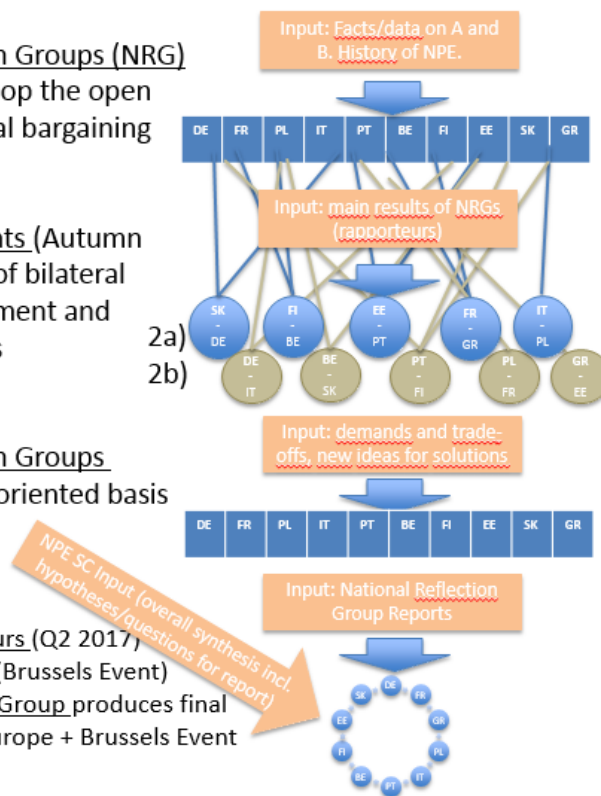 Input: Facts/data on A and
B. History of NPE.
n Groups (NRG)
op the open
al bargaining
DE FR PL IT PT BE FI EE SK GR
Input: main results of NRGs
(rapporteurs)
nts (Autumn
of bilateral
ment and
s
2a)
SK - DE
FI - BE
EE - PT
FR - GR
IT - PL
2b)
DE - IT
BE - SK
PT - FI
PL - FR
GR - EE
Input: demands and trade-
offs, new ideas for solutions
n Groups
oriented basis
DE FR PL IT PT BE FI EE SK GR
NPE SC Input (overall synthesis incl.
hypotheses/questions for report)
Input: National Reflection
Group Reports
urs (Q2 2017)
(Brussels Event)
Group produces final
urope + Brussels Event
DE
FR
GR
PL
IT
PT
BE
FI
EE
SK